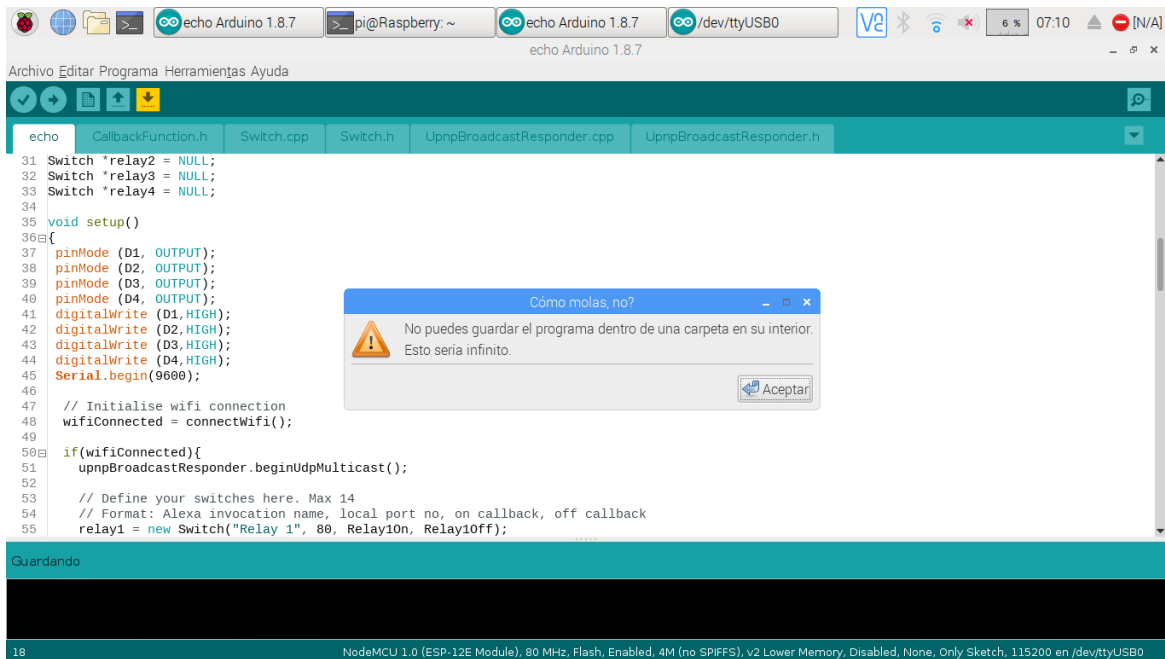 echo Arduino 1.8.7
pi@Raspberry: ~
echo Arduino 1.8.7
/dev/ttyUSB0
6 %
07:10
[N/A]
echo Arduino 1.8.7
Archivo Editar Programa Herramientas Ayuda
echo
CallbackFunction.h
Switch.cpp
Switch.h
UpnpBroadcastResponder.cpp
UpnpBroadcastResponder.h
31 Switch *relay2 = NULL;
32 Switch *relay3 = NULL;
33 Switch *relay4 = NULL;
34
35 void setup()
36 {
37 pinMode (D1, OUTPUT);
38 pinMode (D2, OUTPUT);
39 pinMode (D3, OUTPUT);
40 pinMode (D4, OUTPUT);
41 digitalWrite (D1,HIGH);
42 digitalWrite (D2,HIGH);
43 digitalWrite (D3,HIGH);
44 digitalWrite (D4,HIGH);
45 Serial.begin(9600);
46
47 // Initialise wifi connection
48 wifiConnected = connectWifi();
49
50 if(wifiConnected){
51 upnpBroadcastResponder.beginUdpMulticast();
52
53 // Define your switches here. Max 14
54 // Format: Alexa invocation name, local port no, on callback, off callback
55 relay1 = new Switch("Relay 1", 80, Relay1On, Relay1Off);
Cómo molas, no?
No puedes guardar el programa dentro de una carpeta en su interior.
Esto sería infinito.
Aceptar
Guardando
18
NodeMCU 1.0 (ESP-12E Module), 80 MHz, Flash, Enabled, 4M (no SPIFFS), v2 Lower Memory, Disabled, None, Only Sketch, 115200 en /dev/ttyUSB0